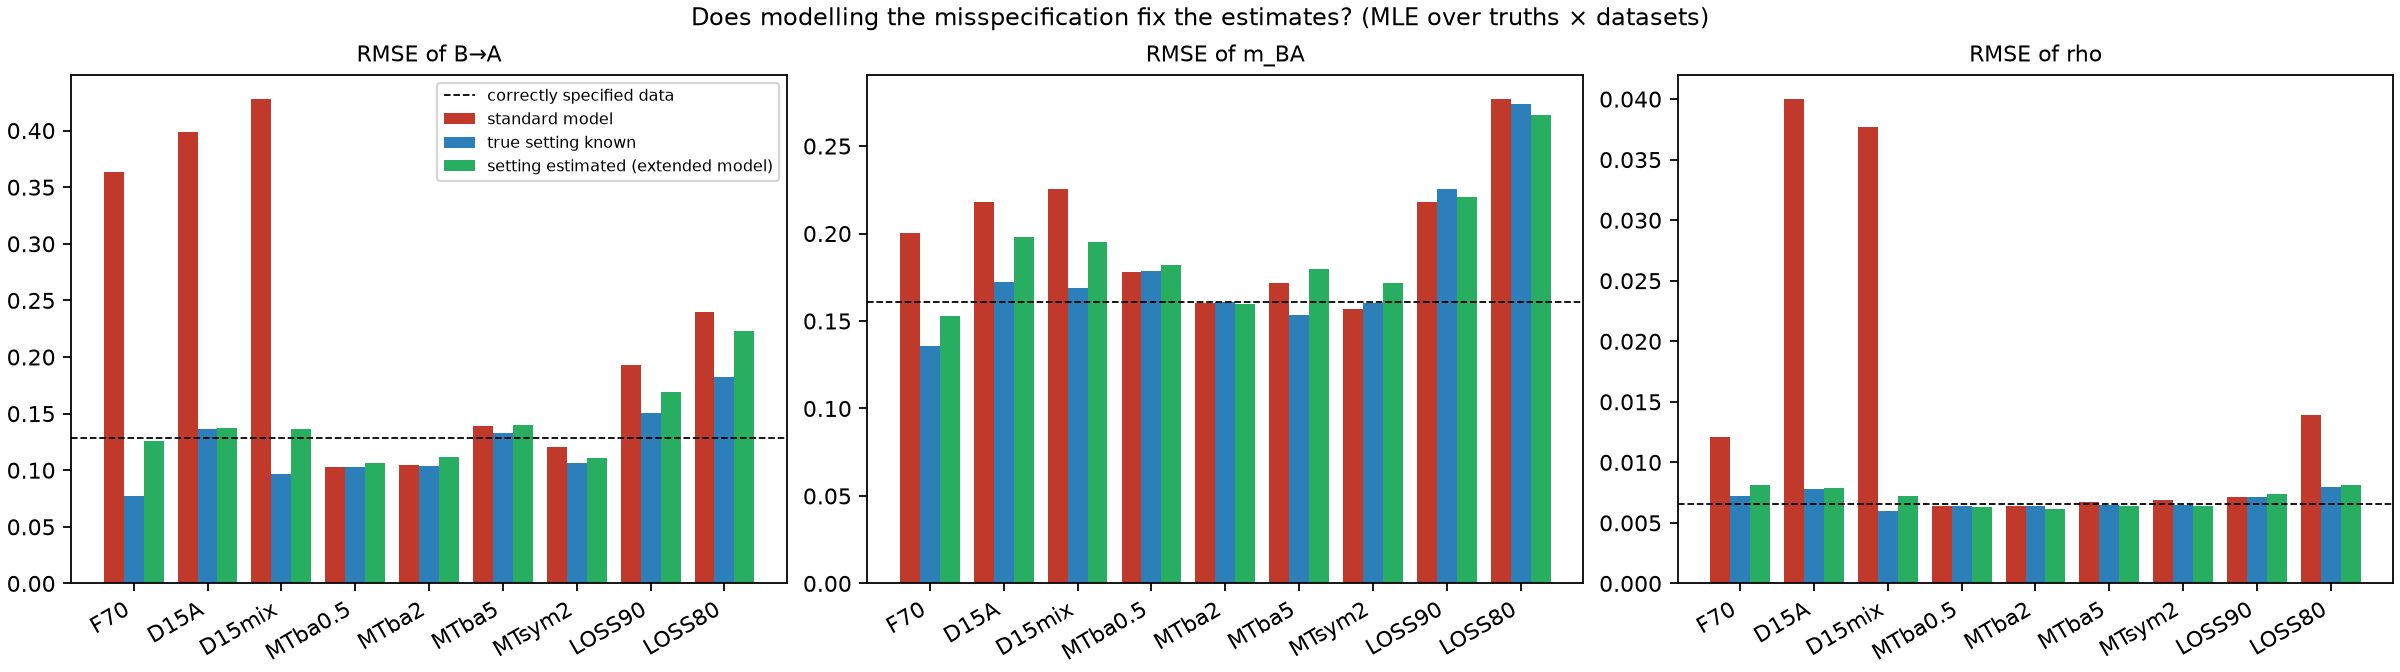 Does modelling the misspecification fix the estimates? (MLE over truths × datasets)
RMSE of B→A
0.40
0.35
0.30
0.25
0.20
0.15
0.10
0.05
0.00
correctly specified data
standard model
true setting known
setting estimated (extended model)
F70
D15A
D15mix
MTba0.5
MTba2
MTba5
MTsym2
LOSS90
LOSS80
RMSE of m_BA
0.25
0.20
0.15
0.10
0.05
0.00
F70
D15A
D15mix
MTba0.5
MTba2
MTba5
MTsym2
LOSS90
LOSS80
RMSE of rho
0.040
0.035
0.030
0.025
0.020
0.015
0.010
0.005
0.000
F70
D15A
D15mix
MTba0.5
MTba2
MTba5
MTsym2
LOSS90
LOSS80